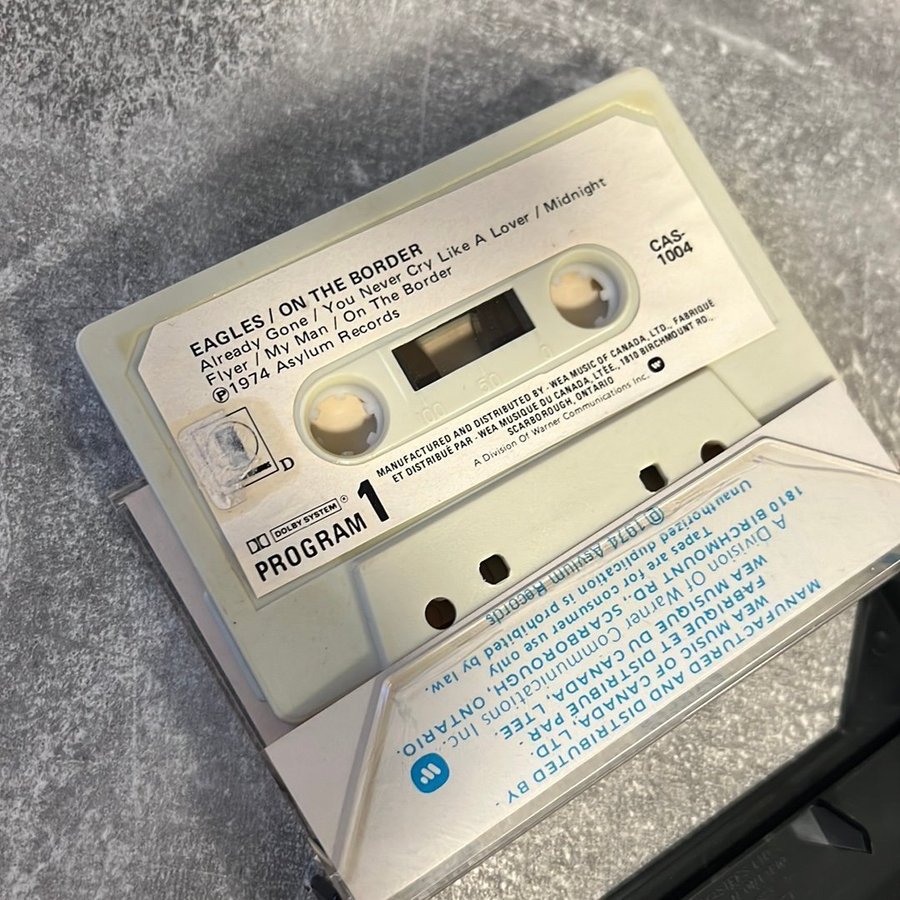 EAGLES / ON THE BORDER
Already Gone / You Never Cry Like A Lover / Midnight
Flyer / My Man / On The Border
Ⓟ1974 Asylum Records
CAS-
1004
100 50 0
MANUFACTURED AND DISTRIBUTED BY - WEA MUSIC OF CANADA, LTD., FABRIQUÉ
ET DISTRIBUÉ PAR - WEA MUSIQUE DU CANADA, LTÉE, 1810 BIRCHMOUNT RD.,
SCARBOROUGH, ONTARIO
A Division Of Warner Communications Inc.
D
DOLBY SYSTEM ®
PROGRAM 1
MANUFACTURED AND DISTRIBUTED BY -
WEA MUSIC OF CANADA, LTD.
FABRIQUE ET DISTRIBUE PAR -
WEA MUSIQUE DU CANADA, LTEE.
A Division Of Warner Communications Inc.
1810 BIRCHMOUNT RD., SCARBOROUGH, ONTARIO.
Tapes are for consumer use only
Unauthorized duplication is prohibited by law.
Ⓟ 1974 Asylum Records